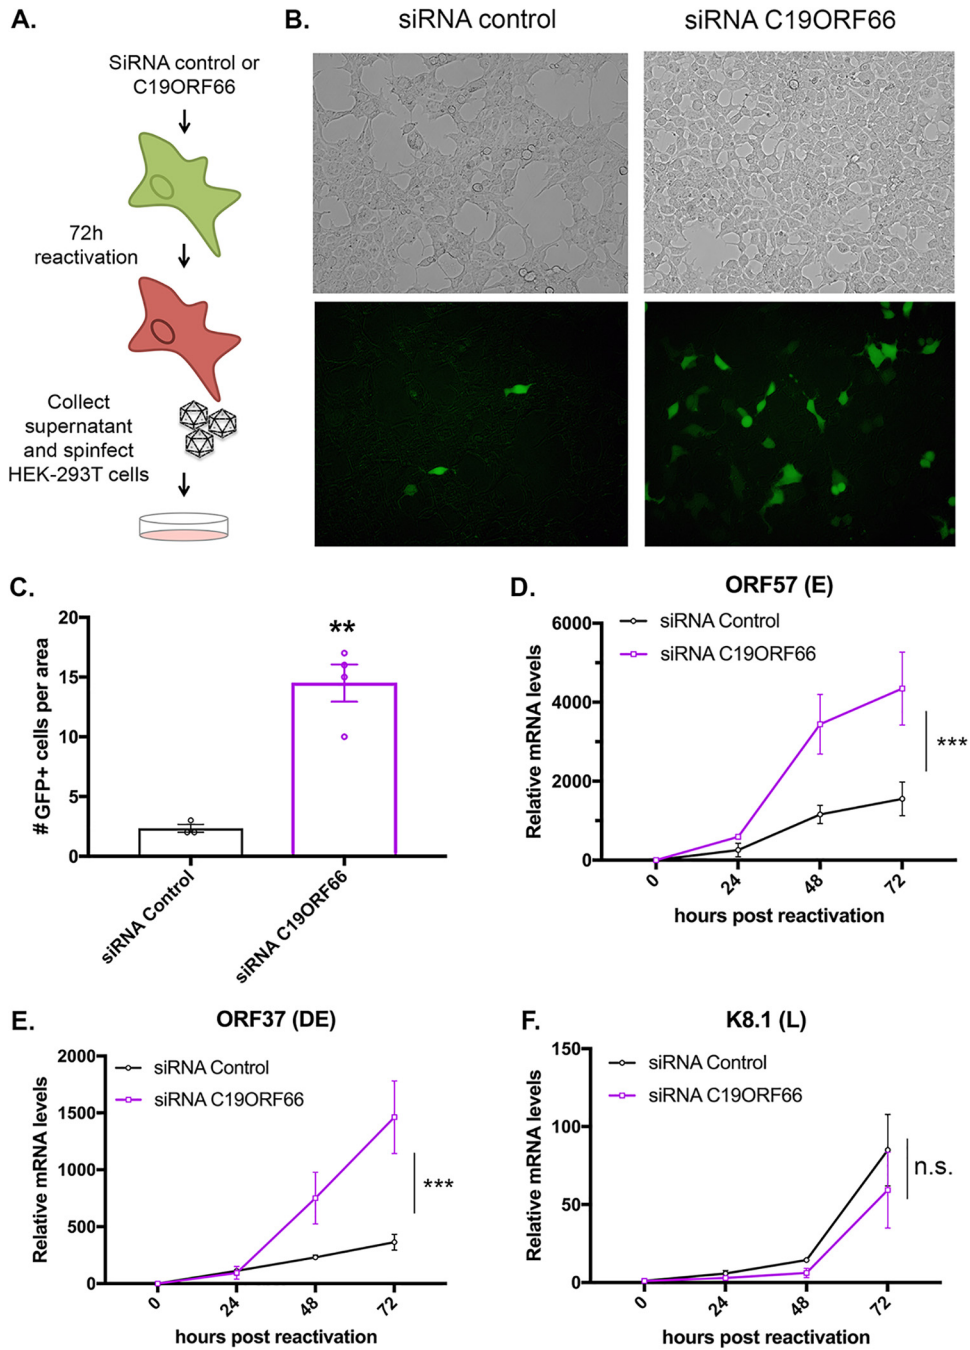 A.
SiRNA control or
C19ORF66
72h
reactivation
Collect
supernatant
and spinfect
HEK-293T cells
B.
siRNA control
siRNA C19ORF66
C.
# GFP+ cells per area
20
15
10
5
0
**
siRNA Control
siRNA C19ORF66
D.
ORF57 (E)
siRNA Control
siRNA C19ORF66
Relative mRNA levels
6000
4000
2000
0
***
0
24
48
72
hours post reactivation
E.
ORF37 (DE)
siRNA Control
siRNA C19ORF66
Relative mRNA levels
2000
1500
1000
500
0
***
0
24
48
72
hours post reactivation
F.
K8.1 (L)
siRNA Control
siRNA C19ORF66
Relative mRNA levels
150
100
50
0
n.s.
0
24
48
72
hours post reactivation